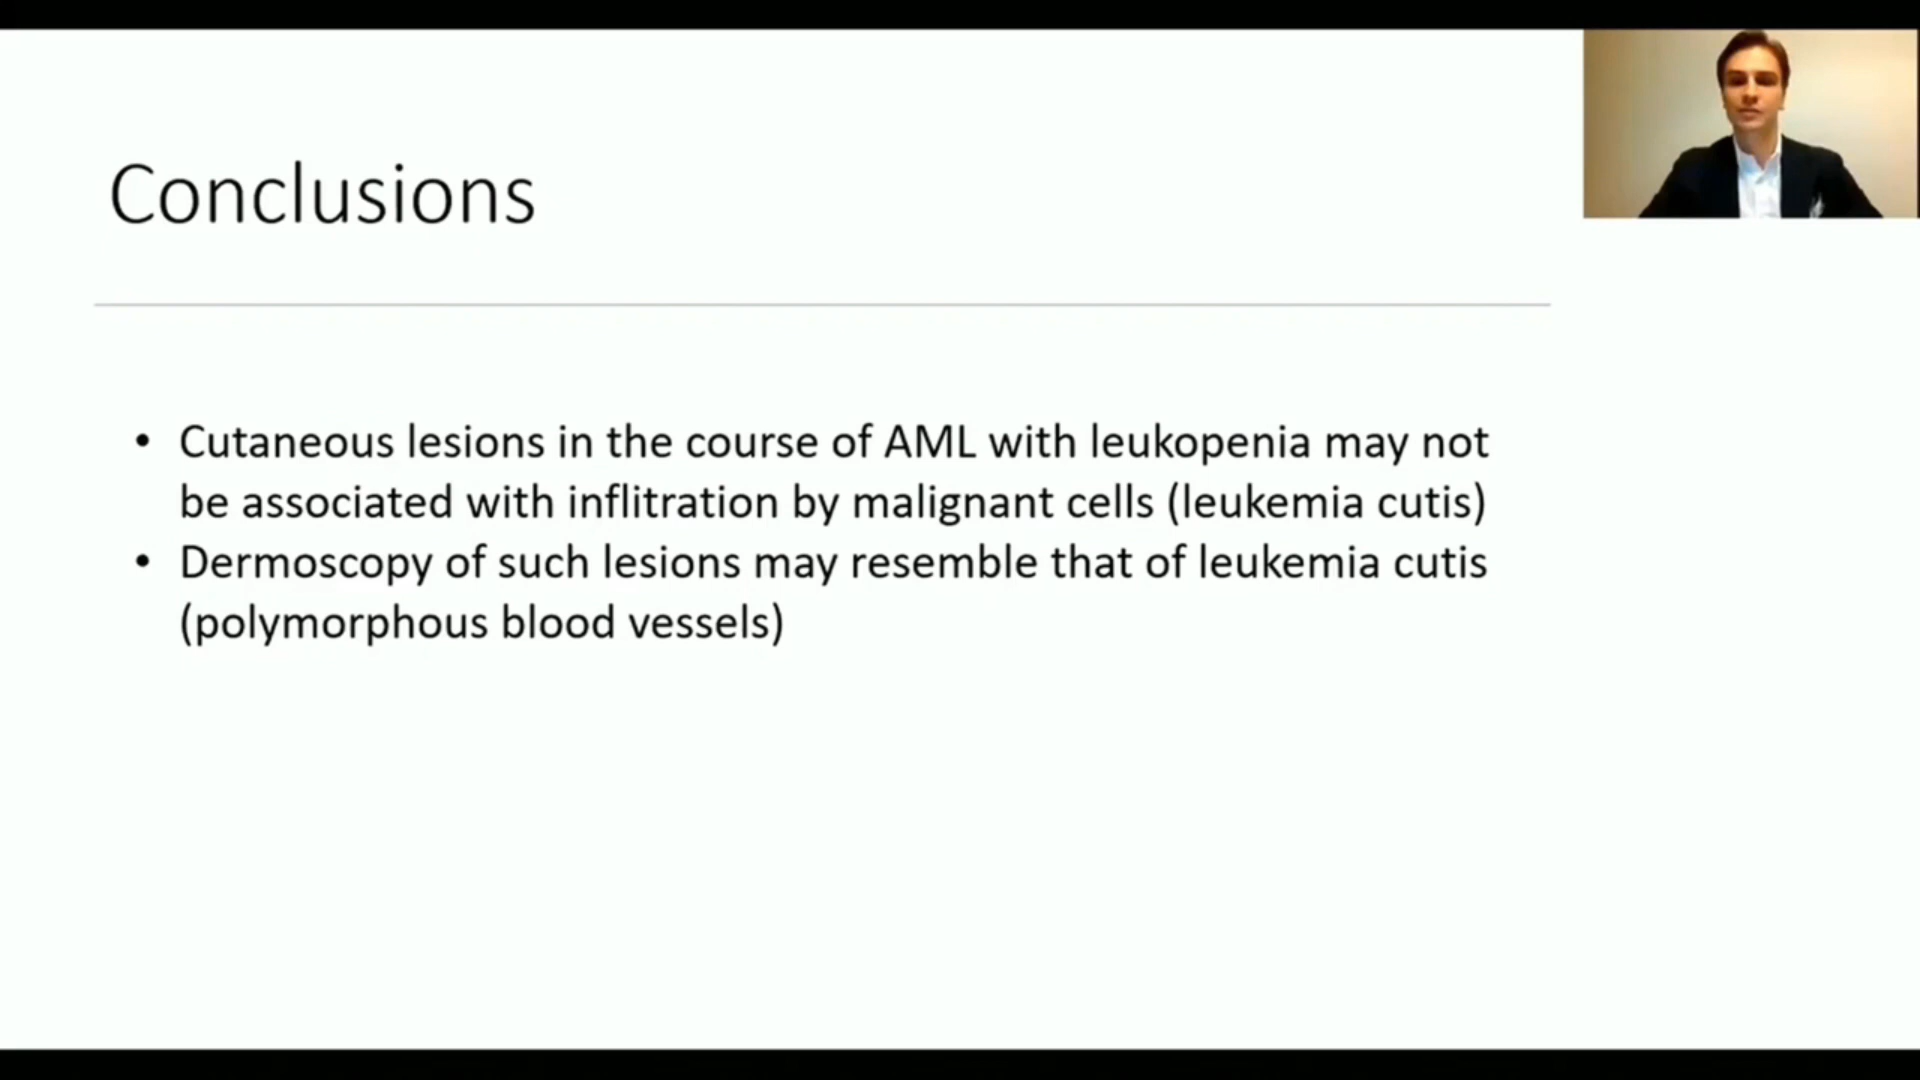 Conclusions
• Cutaneous lesions in the course of AML with leukopenia may not
be associated with inflitration by malignant cells (leukemia cutis)
• Dermoscopy of such lesions may resemble that of leukemia cutis
(polymorphous blood vessels)